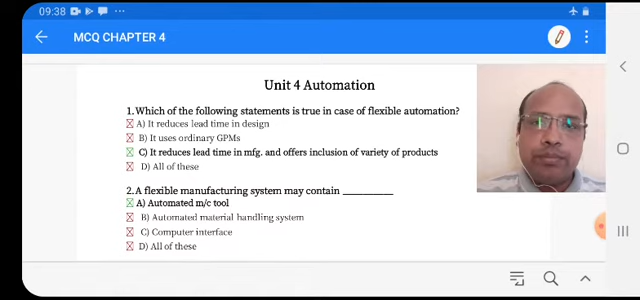 09:38
MCQ CHAPTER 4
Unit 4 Automation
1.Which of the following statements is true in case of flexible automation?
A) It reduces lead time in design
B) It uses ordinary GPMs
C) It reduces lead time in mfg. and offers inclusion of variety of products
D) All of these
2.A flexible manufacturing system may contain __________
A) Automated m/c tool
B) Automated material handling system
C) Computer interface
D) All of these